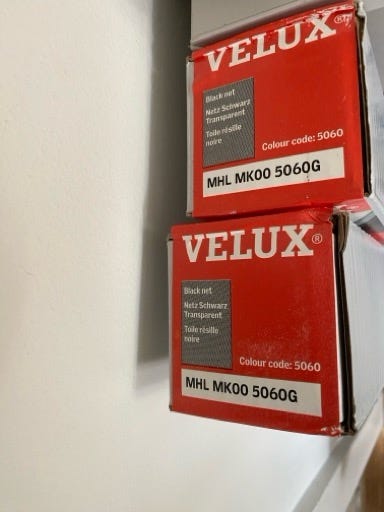 VELUX®
Black net
Netz Schwarz
Transparent
Toile résille
noire
Colour code: 5060
MHL MK00 5060G
VELUX®
Black net
Netz Schwarz
Transparent
Toile résille
noire
Colour code: 5060
MHL MK00 5060G